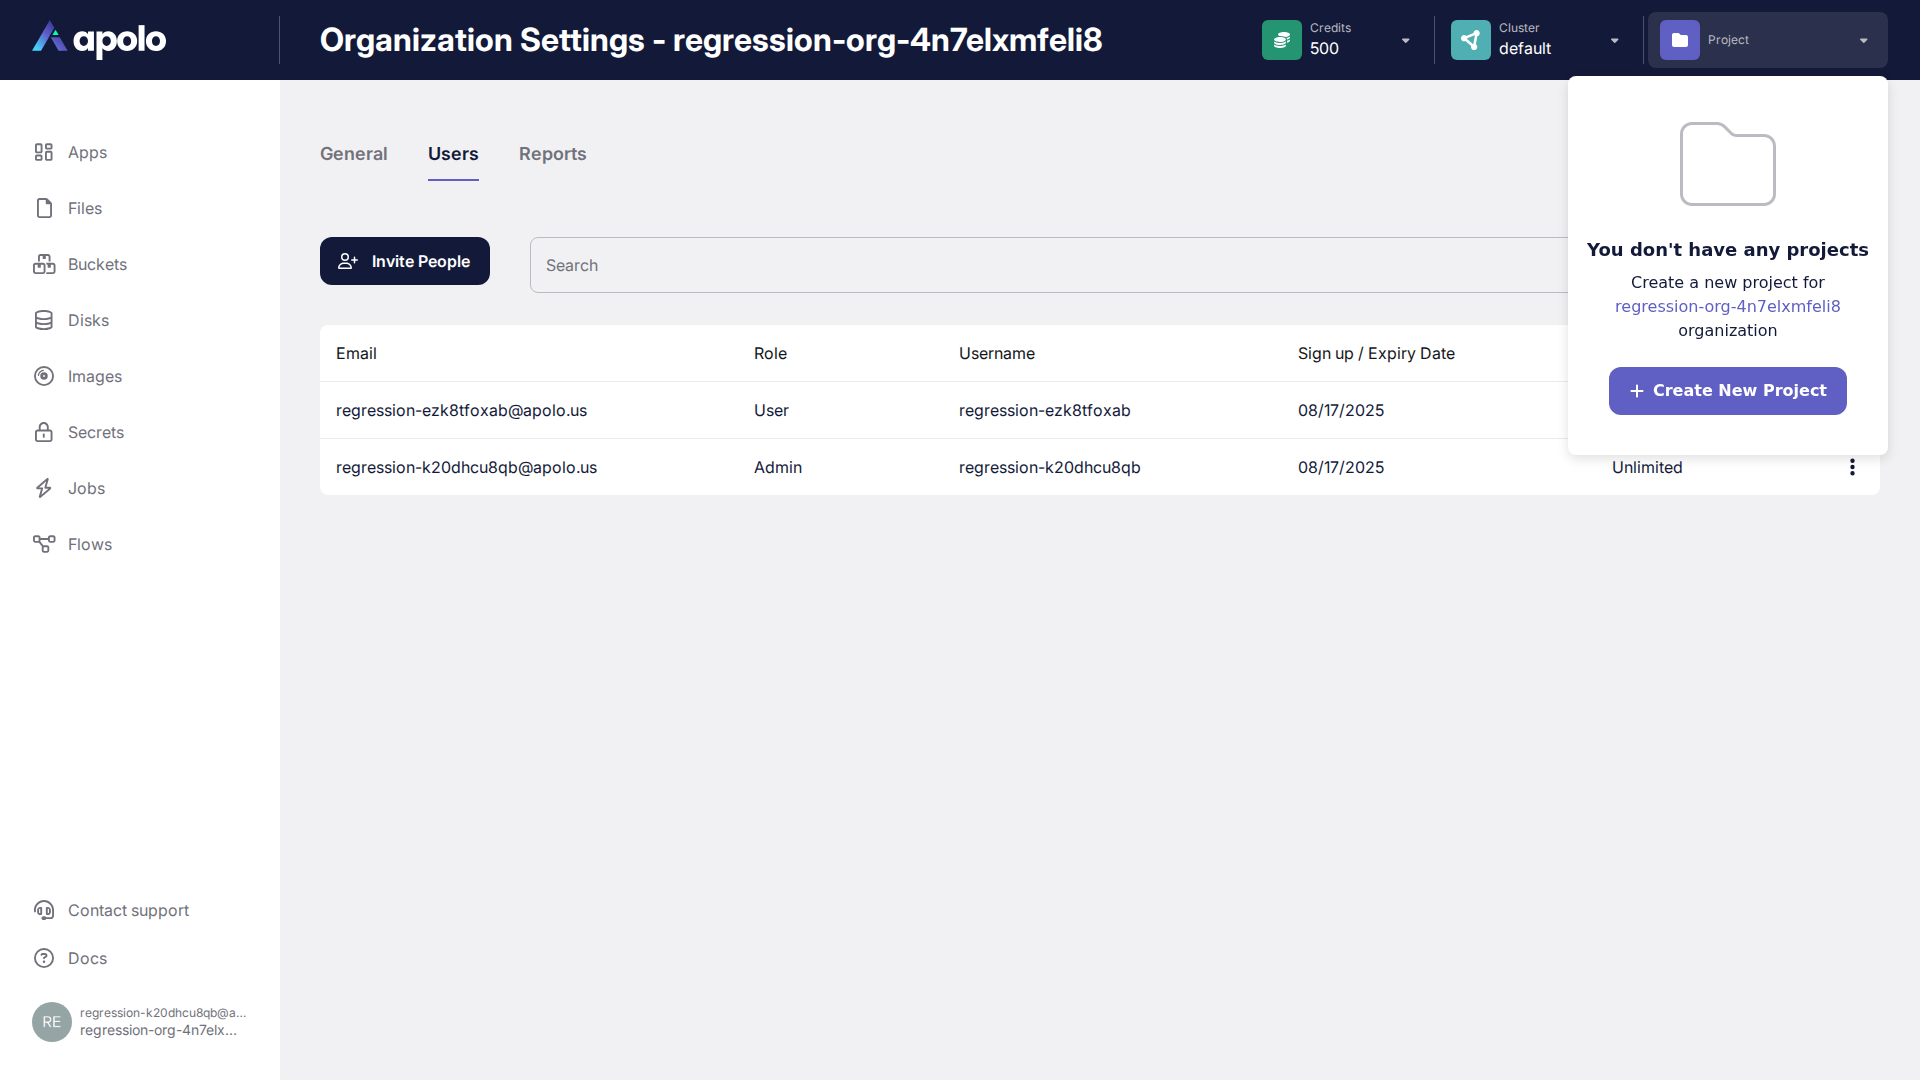 apolo
Organization Settings - regression-org-4n7elxmfeli8
Credits
500
Cluster
default
Project
Apps
Files
Buckets
Disks
Images
Secrets
Jobs
Flows
General
Users
Reports
Invite People
Search
Email
Role
Username
Sign up / Expiry Date
regression-ezk8tfoxab@apolo.us
User
regression-ezk8tfoxab
08/17/2025
regression-k20dhcu8qb@apolo.us
Admin
regression-k20dhcu8qb
08/17/2025
Unlimited
You don't have any projects
Create a new project for
regression-org-4n7elxmfeli8
organization
Create New Project
Contact support
Docs
RE
regression-k20dhcu8qb@a...
regression-org-4n7elx...